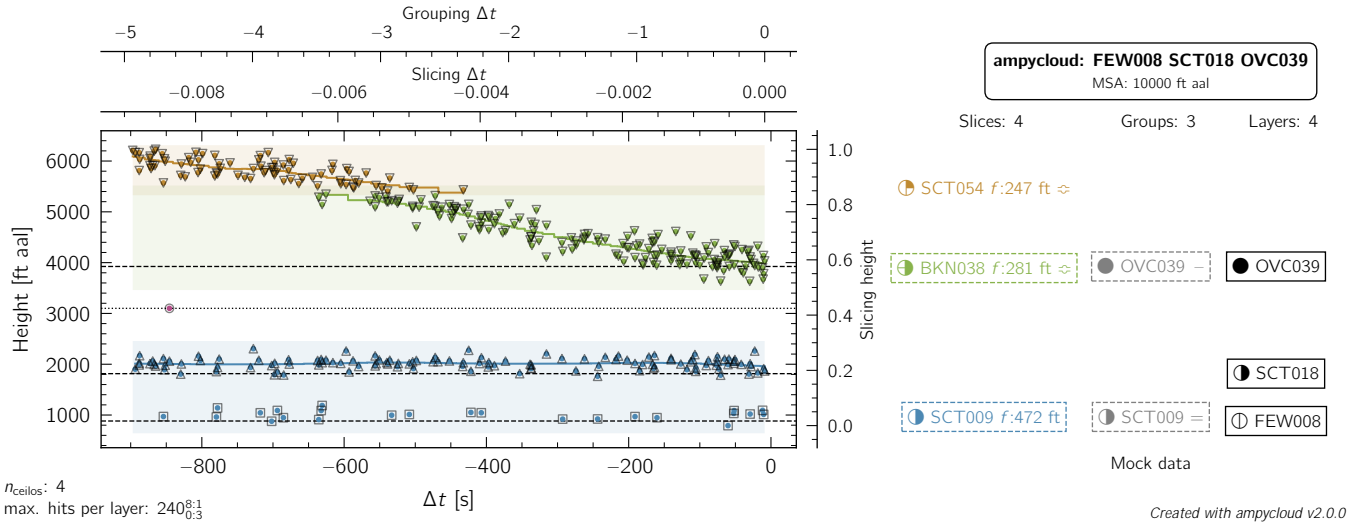 Grouping Δt
−5 −4 −3 −2 −1 0
Slicing Δt
−0.008 −0.006 −0.004 −0.002 0.000
ampycloud: FEW008 SCT018 OVC039
MSA: 10000 ft aal
Slices: 4 Groups: 3 Layers: 4
Height [ft aal]
6000
5000
4000
3000
2000
1000
1.0
0.8
0.6
0.4
0.2
0.0
Slicing height
SCT054 f:247 ft ≎
BKN038 f:281 ft ≎ OVC039 − OVC039
SCT018
SCT009 f:472 ft SCT009 = FEW008
−800 −600 −400 −200 0
Δt [s]
Mock data
n_ceilos: 4
max. hits per layer: 240 8:1 0:3
Created with ampycloud v2.0.0